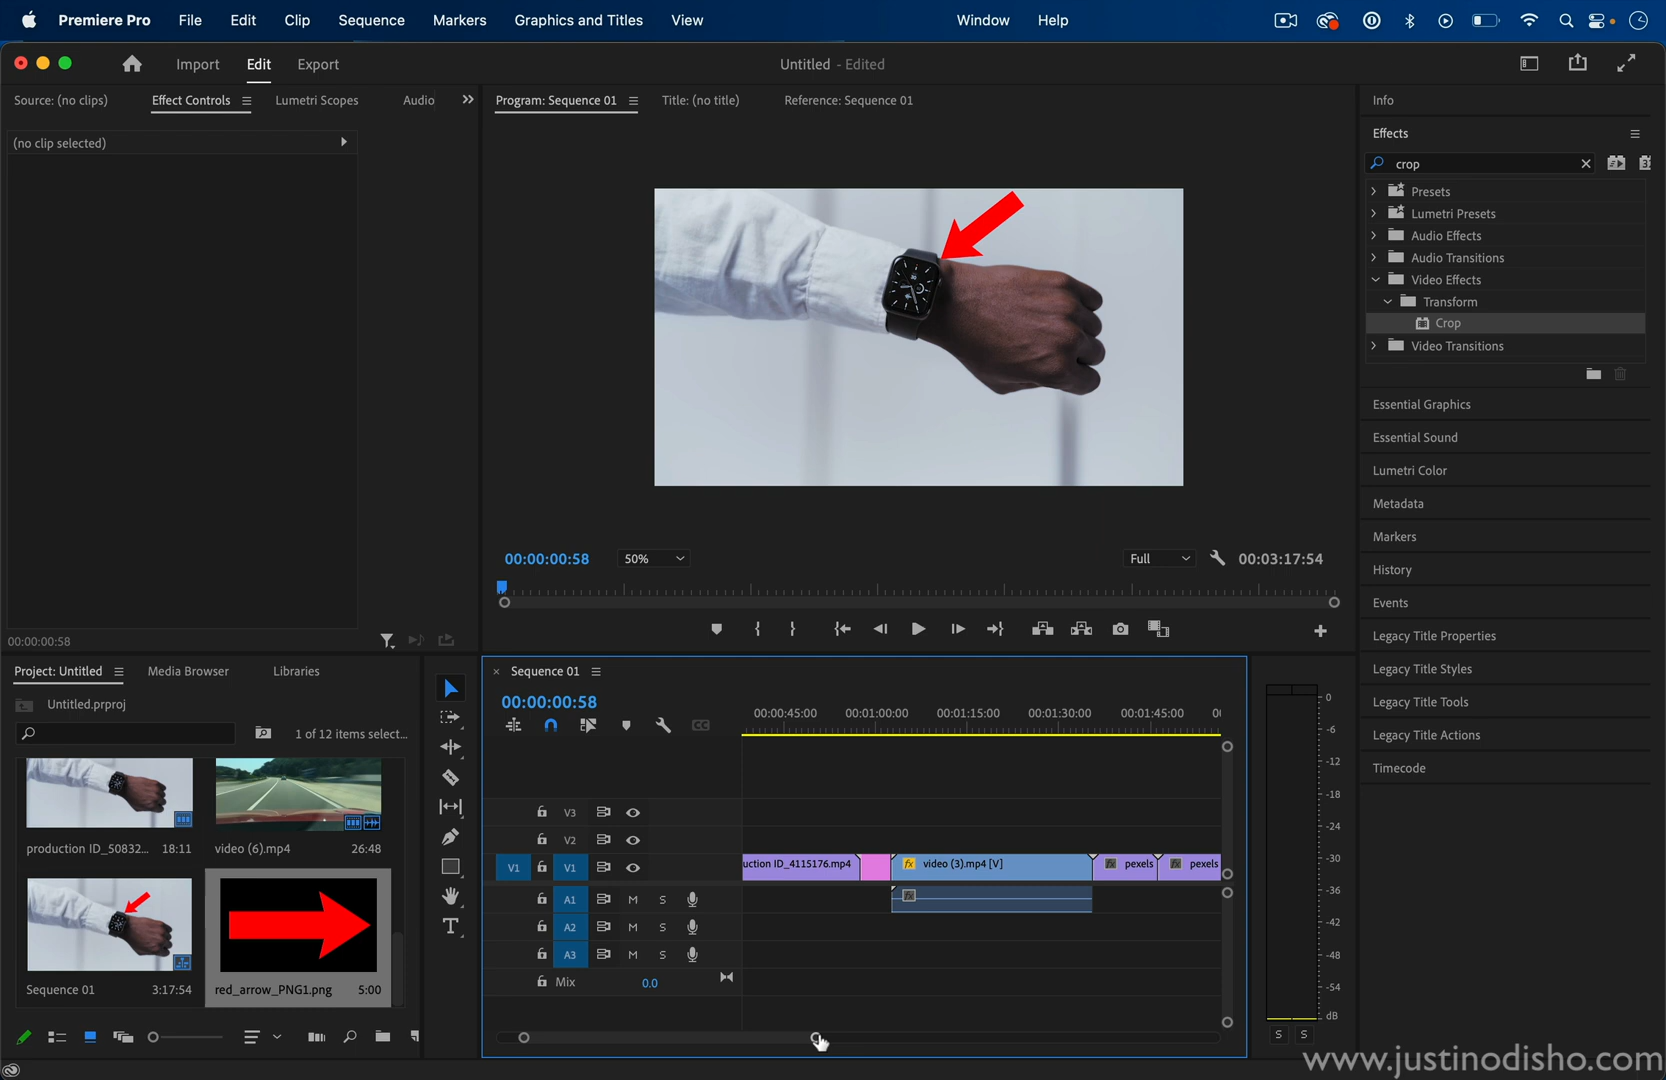 Premiere Pro File Edit Clip Sequence Markers Graphics and Titles View Window Help
Import Edit Export Untitled - Edited
Source: (no clips) Effect Controls Lumetri Scopes Audio
Program: Sequence 01 Title: (no title) Reference: Sequence 01
(no clip selected)
00:00:00:58
00:00:00:58 50% Full 00:03:17:54
Info
Effects
crop
Presets
Lumetri Presets
Audio Effects
Audio Transitions
Video Effects
Transform
Crop
Video Transitions
Essential Graphics
Essential Sound
Lumetri Color
Metadata
Markers
History
Events
Legacy Title Properties
Legacy Title Styles
Legacy Title Tools
Legacy Title Actions
Timecode
Project: Untitled Media Browser Libraries
Untitled.prproj
1 of 12 items select...
production ID_50832... 18:11
video (6).mp4 26:48
Sequence 01 3:17:54
red_arrow_PNG1.png 5:00
Sequence 01
00:00:00:58
00:00:45:00 00:01:00:00 00:01:15:00 00:01:30:00 00:01:45:00 00
V3
V2
V1 V1 uction ID_4115176.mp4 fx video (3).mp4 [V] fx pexels fx pexels
A1 M S fx
A2 M S
A3 M S
Mix 0.0
0
-6
-12
-18
-24
-30
-36
-42
-48
-54
dB
S S
www.justinodisho.com